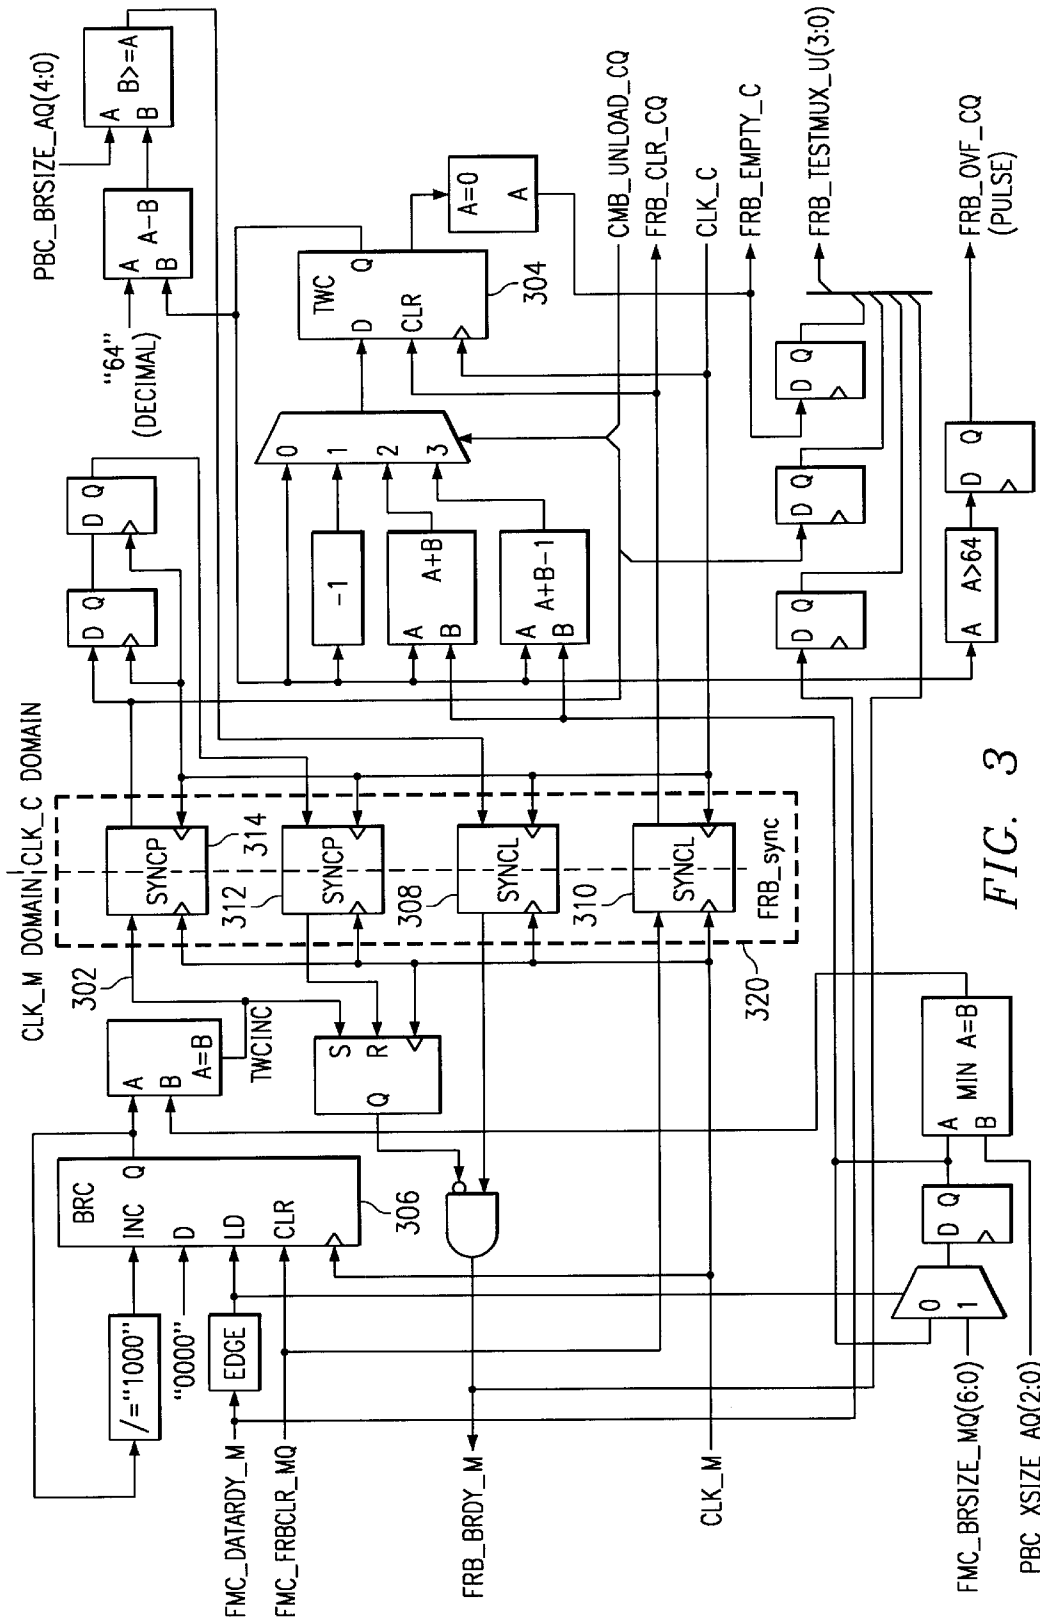 CLK_M DOMAIN
CLK_C DOMAIN
PBC_BRSIZE_AQ(4:0)
"64"
(DECIMAL)
A
B
A-B
A
B
B>=A
D Q
D Q
/="1000"
"0000"
EDGE
FMC_DATARDY_M
FMC_FRBCLR_MQ
FRB_BRDY_M
CLK_M
FMC_BRSIZE_MQ(6:0)
PBC_XSIZE_AQ(2:0)
BRC
INC Q
D
LD
CLR
306
A
B
A=B
TWCINC
302
S
R
Q
SYNCP
314
SYNCP
312
SYNCL
308
SYNCL
310
FRB_sync
320
-1
A
B
A+B
A
B
A+B-1
0
1
2
3
TWC
D
Q
CLR
304
A=0
A
CMB_UNLOAD_CQ
FRB_CLR_CQ
CLK_C
FRB_EMPTY_C
FRB_TESTMUX_U(3:0)
FRB_OVF_CQ
(PULSE)
D Q
D Q
D Q
A A>64
D Q
0
1
D Q
A
B
MIN A=B
FIG. 3